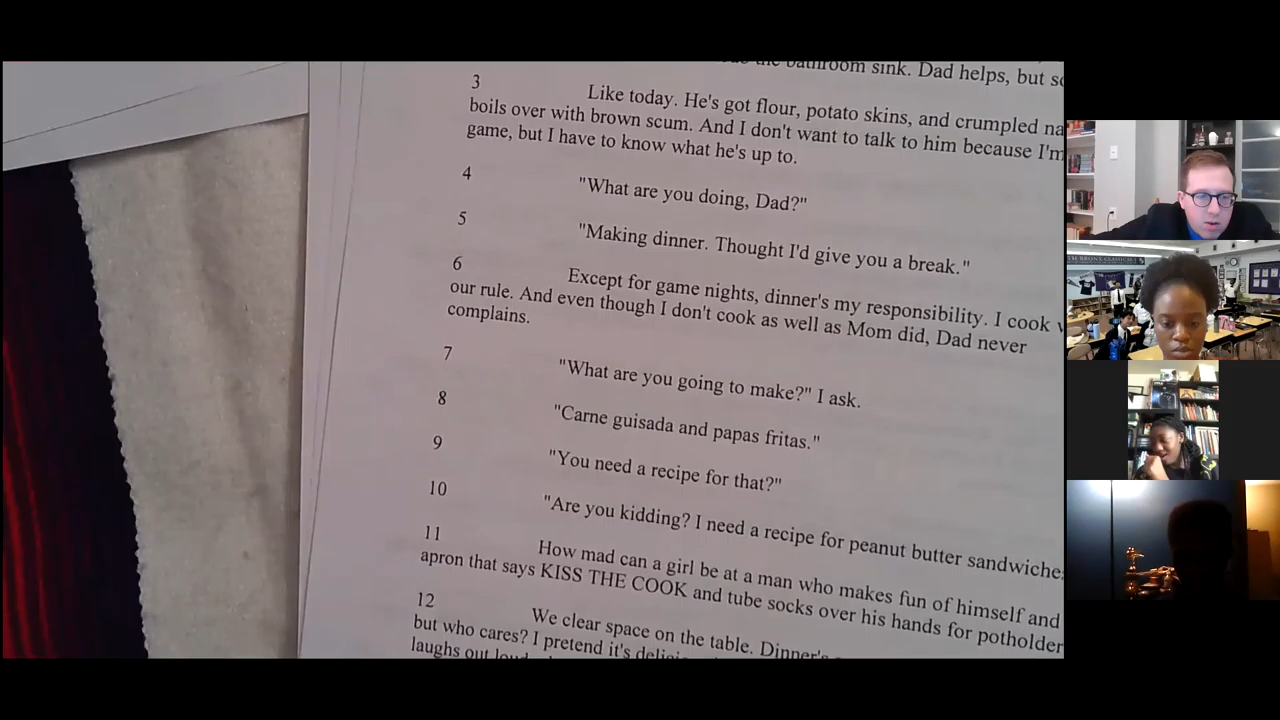 bathroom sink. Dad helps, but
3 Like today. He's got flour, potato skins, and crumpled
boils over with brown scum. And I don't want to talk to him because I'm
game, but I have to know what he's up to.
4 "What are you doing, Dad?"
5 "Making dinner. Thought I'd give you a break."
6 Except for game nights, dinner's my responsibility. I cook
our rule. And even though I don't cook as well as Mom did, Dad never
complains.
7 "What are you going to make?" I ask.
8 "Carne guisada and papas fritas."
9 "You need a recipe for that?"
10 "Are you kidding? I need a recipe for peanut butter sandwiches
11 How mad can a girl be at a man who makes fun of himself and
apron that says KISS THE COOK and tube socks over his hands for potholder
12 We clear space on the table. Dinner's
but who cares? I pretend it's
laughs out
BRONX CLASSICAL